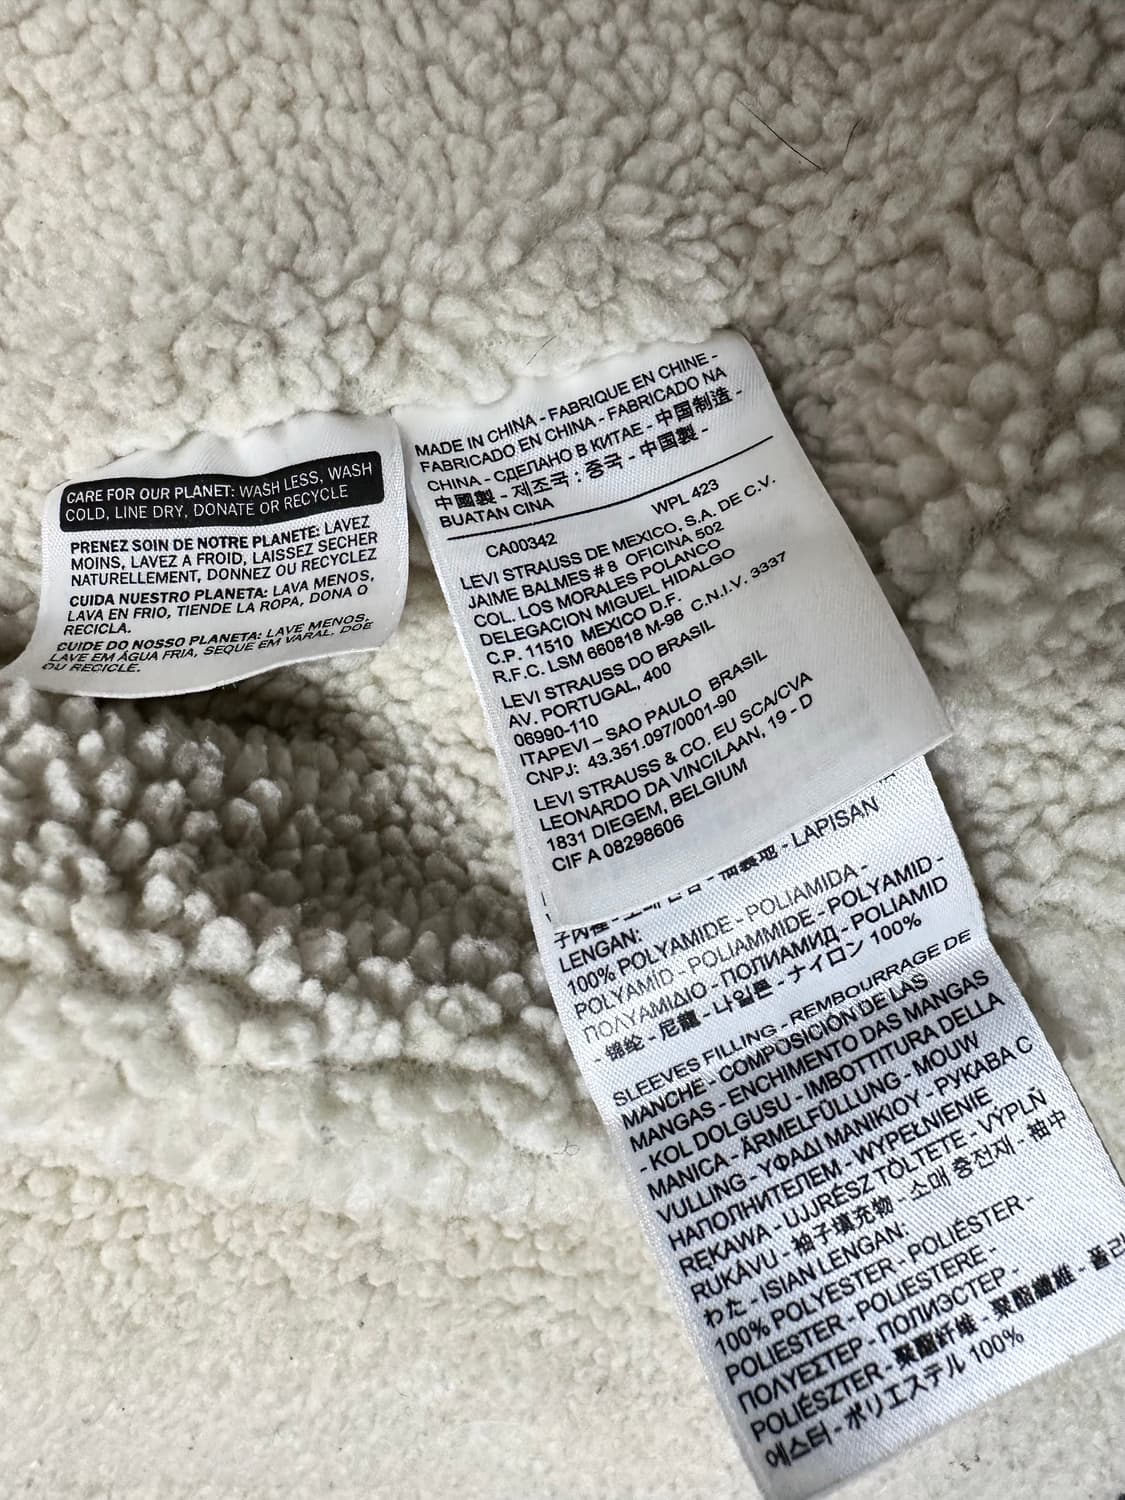 CARE FOR OUR PLANET: WASH LESS, WASH
COLD, LINE DRY, DONATE OR RECYCLE
PRENEZ SOIN DE NOTRE PLANETE: LAVEZ
MOINS, LAVEZ A FROID, LAISSEZ SECHER
NATURELLEMENT, DONNEZ OU RECYCLEZ
CUIDA NUESTRO PLANETA: LAVA MENOS,
LAVA EN FRIO, TIENDE LA ROPA, DONA O
RECICLA.
CUIDE DO NOSSO PLANETA: LAVE MENOS,
LAVE EM ÁGUA FRIA, SEQUE EM VARAL, DOE
OU RECICLE.
MADE IN CHINA - FABRIQUE EN CHINE -
FABRICADO EN CHINA - FABRICADO NA
CHINA - СДЕЛАНО В КИТАЕ - 中国制造 -
中國製 - 제조국 : 중국 - 中国製 -
BUATAN CINA
WPL 423
CA00342
LEVI STRAUSS DE MEXICO, S.A. DE C.V.
JAIME BALMES # 8 OFICINA 502
COL. LOS MORALES POLANCO
DELEGACION MIGUEL HIDALGO
C.P. 11510 MEXICO D.F.
R.F.C. LSM 660818 M-98 C.N.I.V. 3337
LEVI STRAUSS DO BRASIL
AV. PORTUGAL, 400
06990-110
ITAPEVI – SAO PAULO BRASIL
CNPJ: 43.351.097/0001-90
LEVI STRAUSS & CO. EU SCA/CVA
LEONARDO DA VINCILAAN, 19 - D
1831 DIEGEM, BELGIUM
CIF A 08298606
LAPISAN
LENGAN:
100% POLYAMIDE - POLIAMIDA -
POLYAMID - POLIAMMIDE - POLYAMID -
ΠΟΛΥΑΜΙΔΙΟ - ПОЛИАМИД - POLIAMID
- 锦纶 - 尼龍 - 나일론 - ナイロン 100%
SLEEVES FILLING - REMBOURRAGE DE
MANCHE - COMPOSICIÓN DE LAS
MANGAS - ENCHIMENTO DAS MANGAS
- KOL DOLGUSU - IMBOTTITURA DELLA
MANICA - ÄRMELFÜLLUNG - MOUW
VULLING - ΥΦΑΔΙ ΜΑΝΙΚΙΟΥ - РУКАВА С
НАПОЛНИТЕЛЕМ - WYPEŁNIENIE
RĘKAWA - UJJRÉSZ TÖLTETE - VÝPLŇ
RUKÁVU - 袖子填充物 - 소매 충전재 - 袖中
わた - ISIAN LENGAN:
100% POLYESTER - POLIÉSTER -
POLIESTER - POLIESTERE -
ΠΟΛΥΕΣΤΕΡ - ПОЛИЭСТЕР -
POLIÉSZTER - 聚酯纤维 - 聚酯纖維 - 폴리
에스터 - ポリエステル 100%